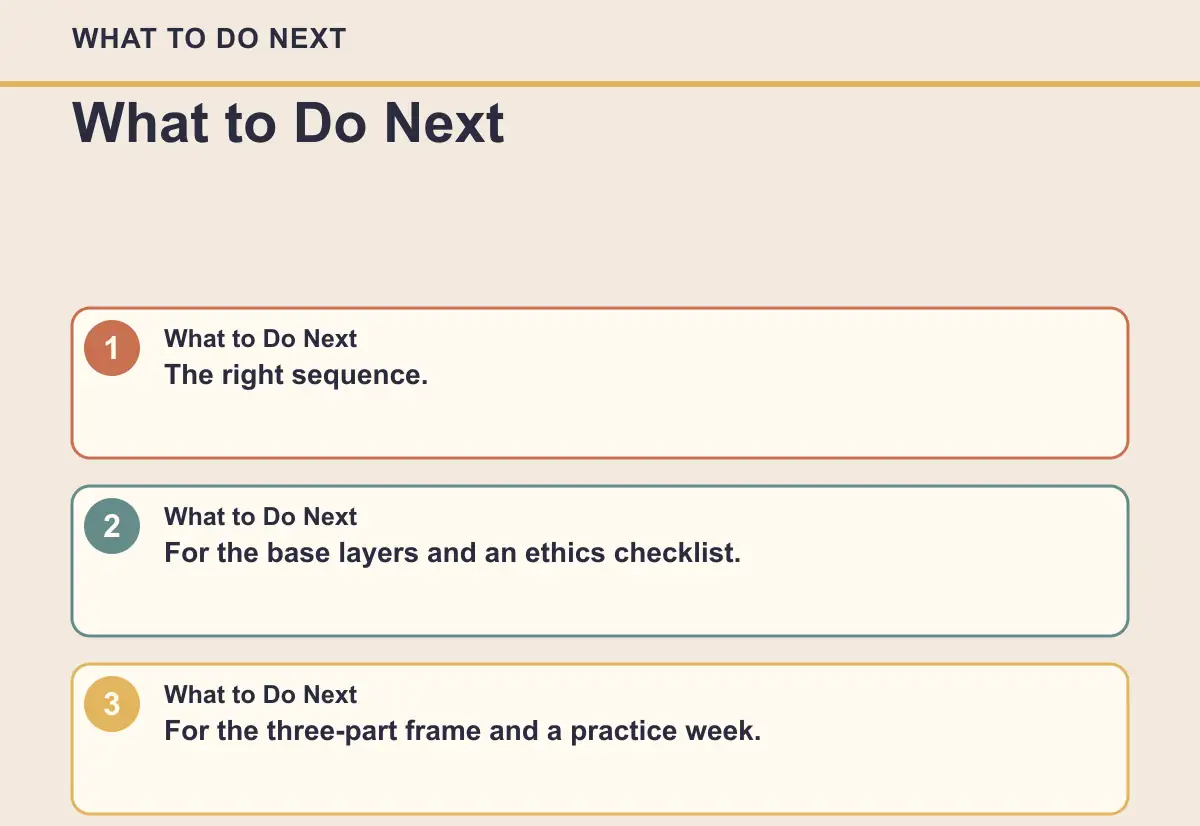 WHAT TO DO NEXT
What to Do Next
1
What to Do Next
The right sequence.
2
What to Do Next
For the base layers and an ethics checklist.
3
What to Do Next
For the three-part frame and a practice week.